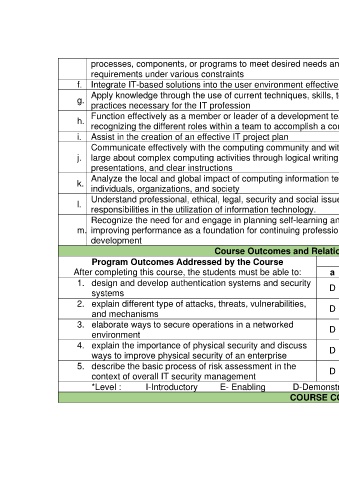 processes, components, or programs to meet desired needs an
requirements under various constraints
f. Integrate IT-based solutions into the user environment effective
g. Apply knowledge through the use of current techniques, skills, t
practices necessary for the IT profession
h. Function effectively as a member or leader of a development te
recognizing the different roles within a team to accomplish a co
i. Assist in the creation of an effective IT project plan
Communicate effectively with the computing community and wit
j. large about complex computing activities through logical writing
presentations, and clear instructions
k. Analyze the local and global impact of computing information te
individuals, organizations, and society
l. Understand professional, ethical, legal, security and social issue
responsibilities in the utilization of information technology.
Recognize the need for and engage in planning self-learning an
m. improving performance as a foundation for continuing professio
development
Course Outcomes and Relatio
Program Outcomes Addressed by the Course
After completing this course, the students must be able to: a
1. design and develop authentication systems and security
systems D
2. explain different type of attacks, threats, vulnerabilities,
and mechanisms D
3. elaborate ways to secure operations in a networked
environment D
4. explain the importance of physical security and discuss
ways to improve physical security of an enterprise D
5. describe the basic process of risk assessment in the
context of overall IT security management D
*Level : I-Introductory E- Enabling D-Demonstr
COURSE CO